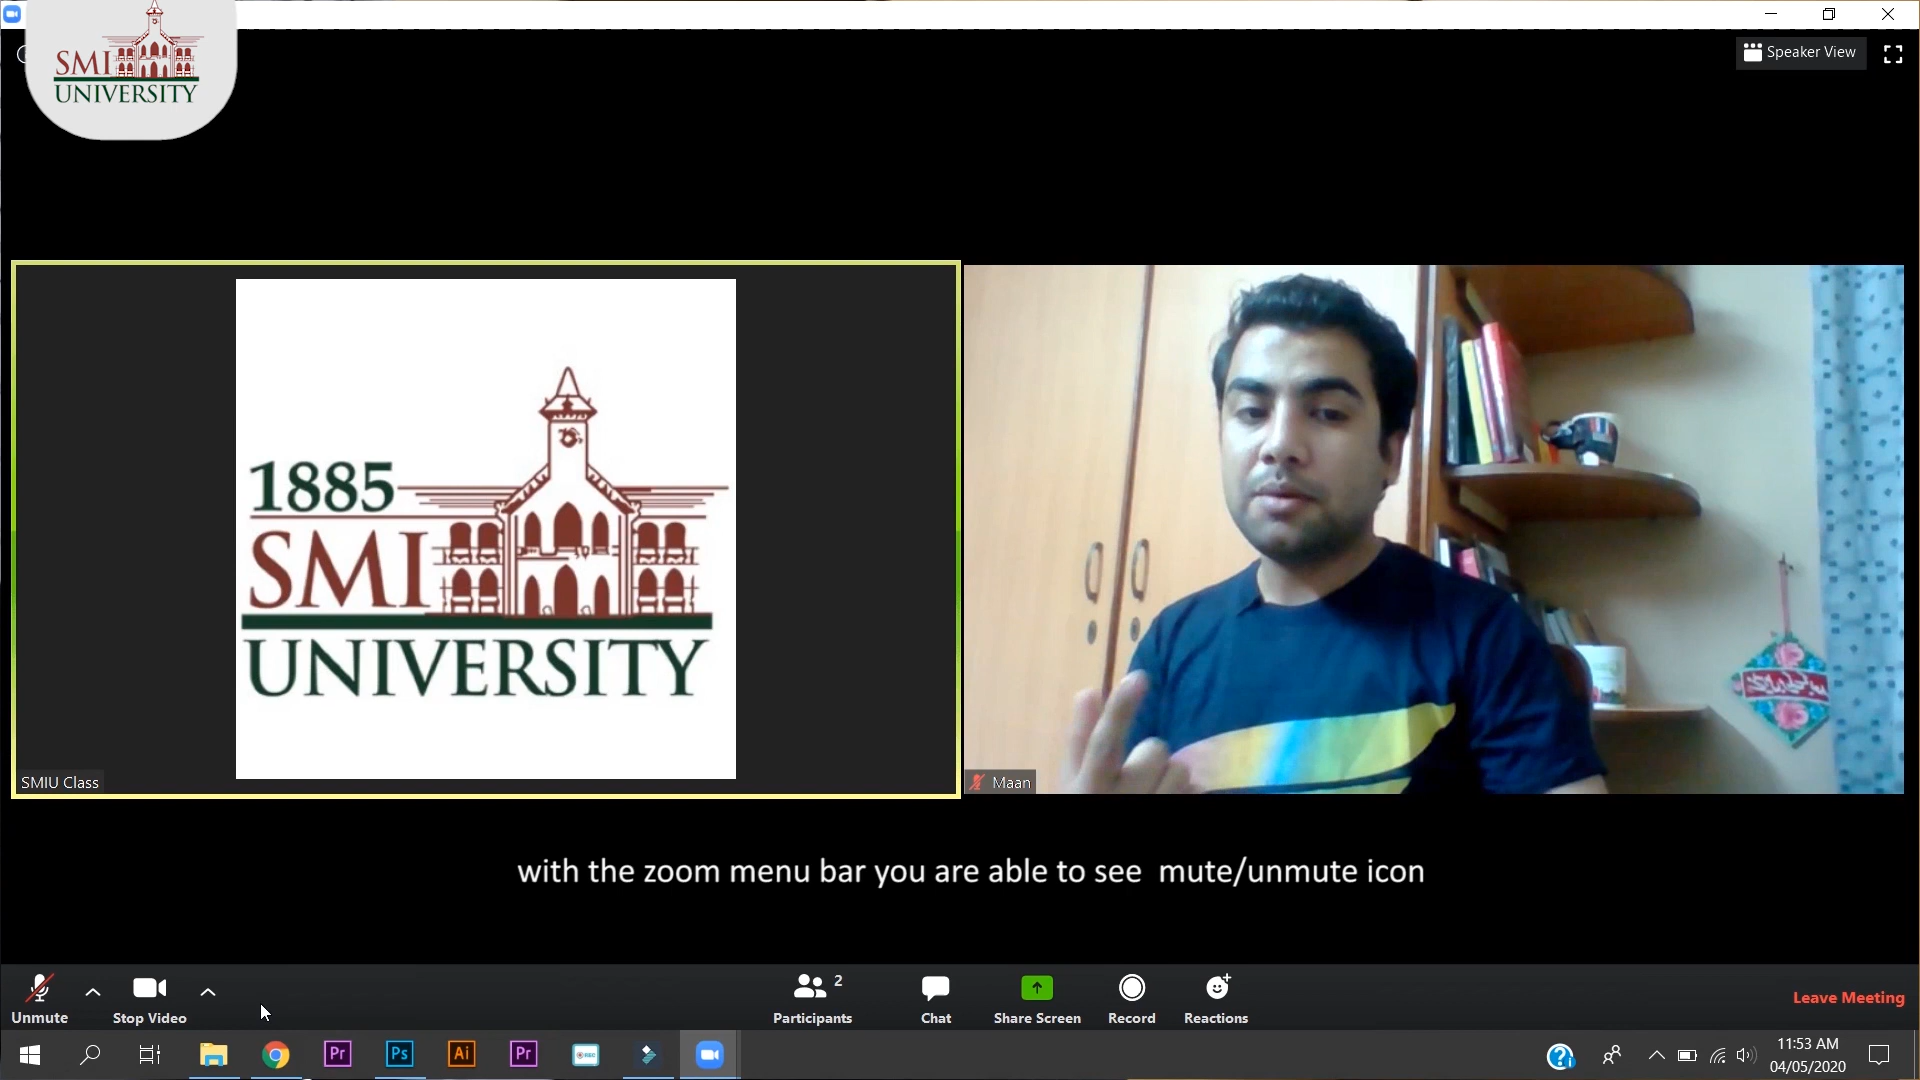 SMI
UNIVERSITY
Speaker View
1885
SMI
UNIVERSITY
SMIU Class
Maan
with the zoom menu bar you are able to see  mute/unmute icon
2
Unmute
Stop Video
Participants
Chat
Share Screen
Record
Reactions
Leave Meeting
Pr
Ps
Ai
Pr
REC
11:53 AM
04/05/2020